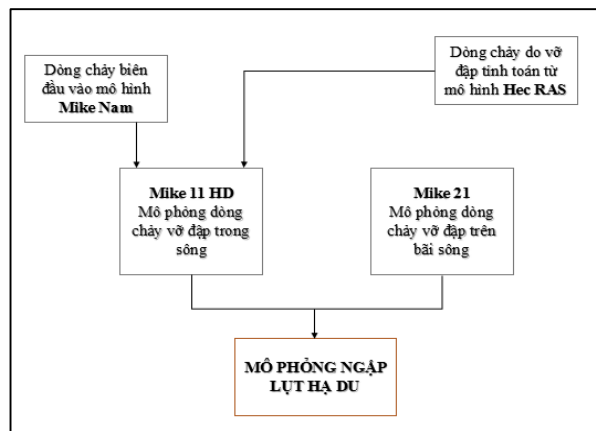 Dòng chảy biên
đầu vào mô hình
Mike Nam
Dòng chảy do vỡ
đập tính toán từ
mô hình Hec RAS
Mike 11 HD
Mô phỏng dòng
chảy vỡ đập trong
sông
Mike 21
Mô phỏng dòng
chảy vỡ đập trên
bãi sông
MÔ PHỎNG NGẬP
LỤT HẠ DU